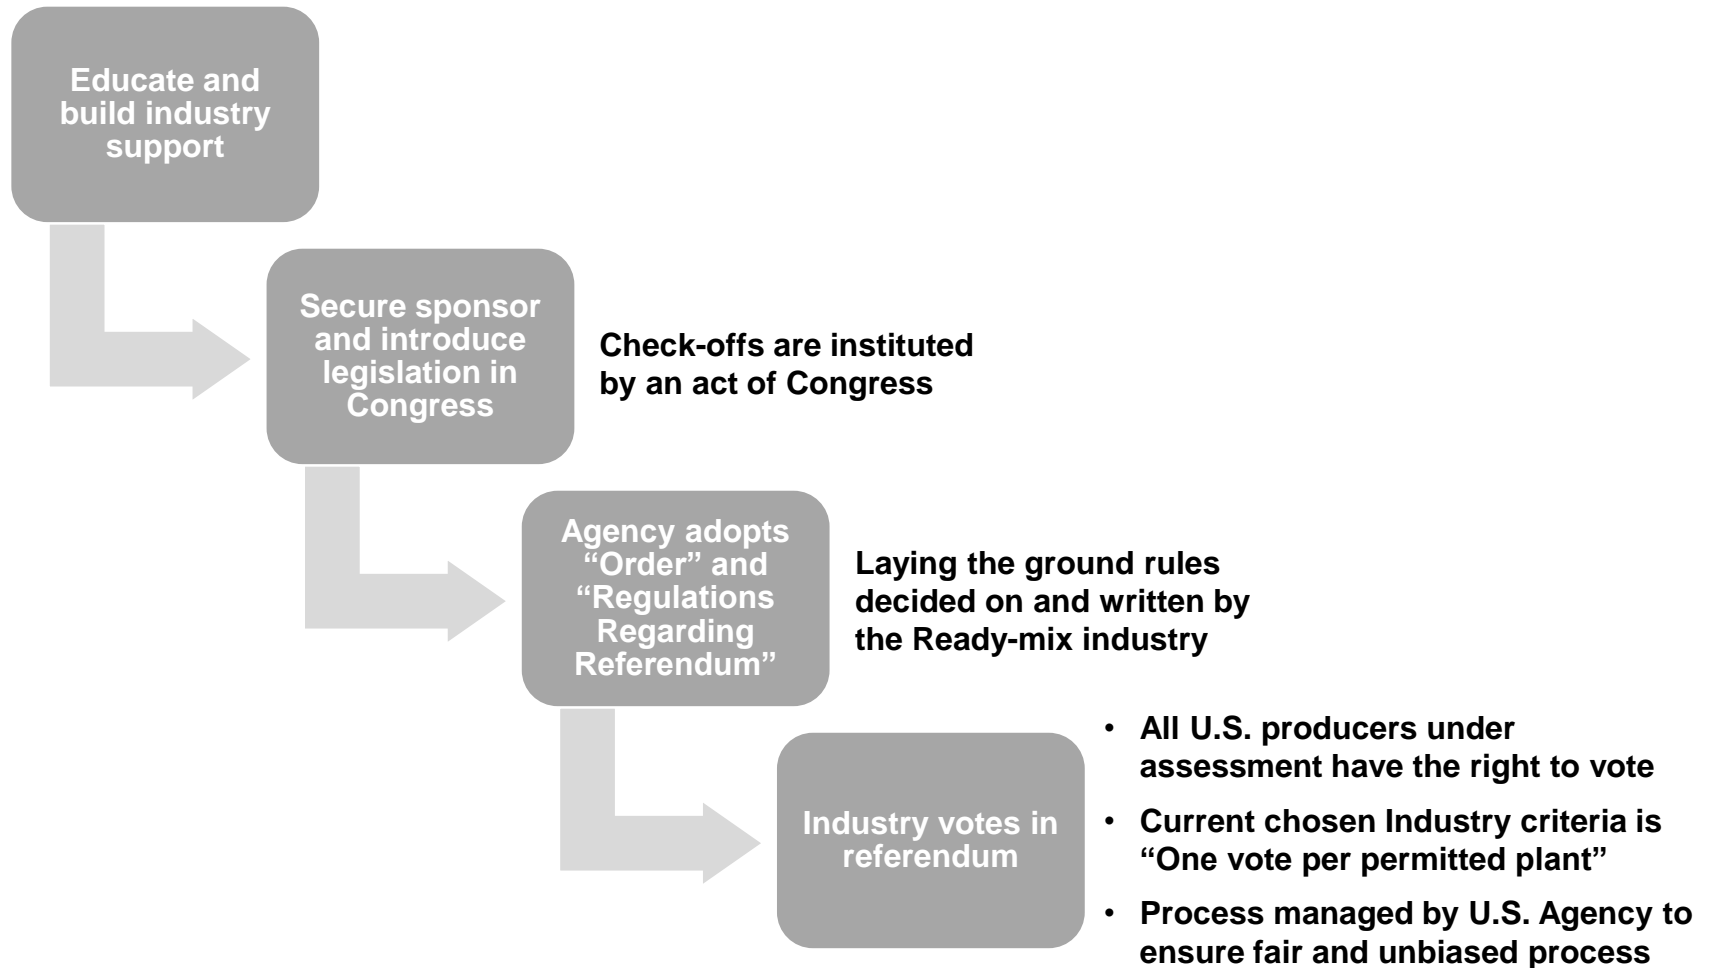 Educate and
build industry
support
Secure sponsor
and introduce
legislation in
Congress
Check-offs are instituted
by an act of Congress
Agency adopts
“Order” and
“Regulations
Regarding
Referendum”
Laying the ground rules
decided on and written by
the Ready-mix industry
Industry votes in
referendum
• All U.S. producers under
assessment have the right to vote
• Current chosen Industry criteria is
“One vote per permitted plant”
• Process managed by U.S. Agency to
ensure fair and unbiased process